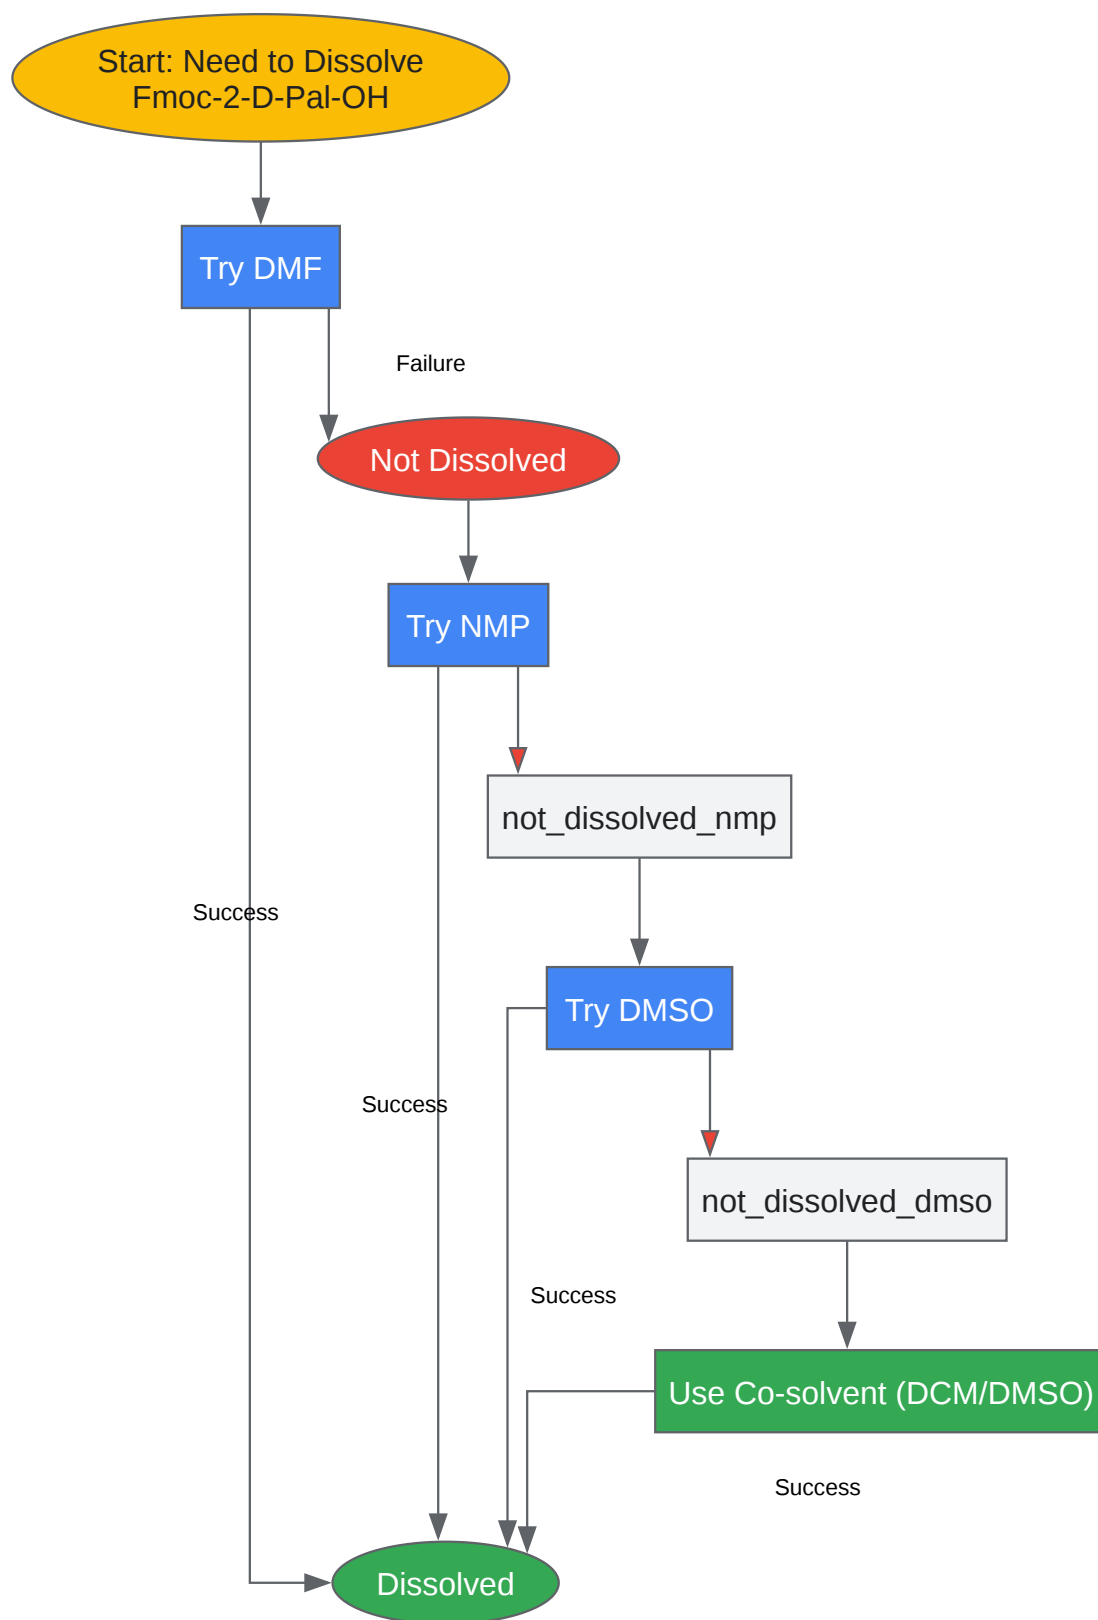 Start: Need to Dissolve
Fmoc-2-D-Pal-OH
Try DMF
Failure
Not Dissolved
Try NMP
not_dissolved_nmp
Success
Try DMSO
Success
not_dissolved_dmso
Success
Use Co-solvent (DCM/DMSO)
Success
Dissolved